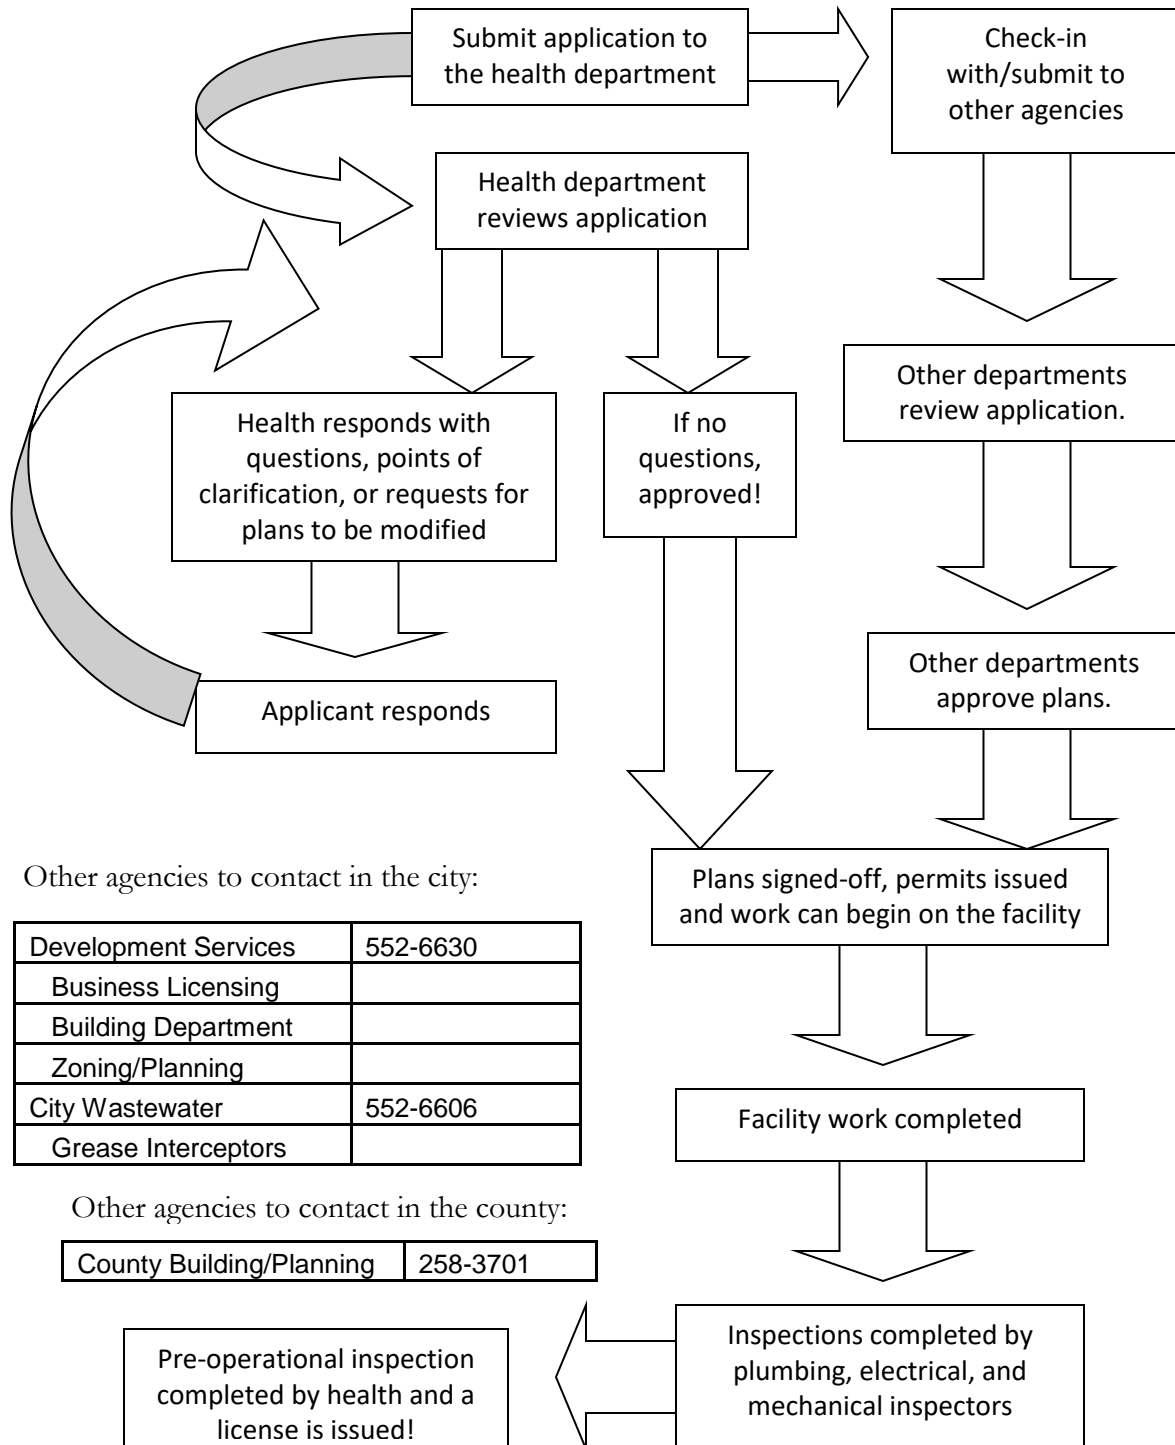 Submit application to
the health department
Check-in
with/submit to
other agencies
Health department
reviews application
Other departments
review application.
Health responds with
questions, points of
clarification, or requests for
plans to be modified
If no
questions,
approved!
Other departments
approve plans.
Applicant responds
Plans signed-off, permits issued
and work can begin on the facility
Other agencies to contact in the city:
Development Services 552-6630
Business Licensing
Building Department
Zoning/Planning
City Wastewater 552-6606
Grease Interceptors
Facility work completed
Other agencies to contact in the county:
County Building/Planning 258-3701
Inspections completed by
plumbing, electrical, and
mechanical inspectors
Pre-operational inspection
completed by health and a
license is issued!